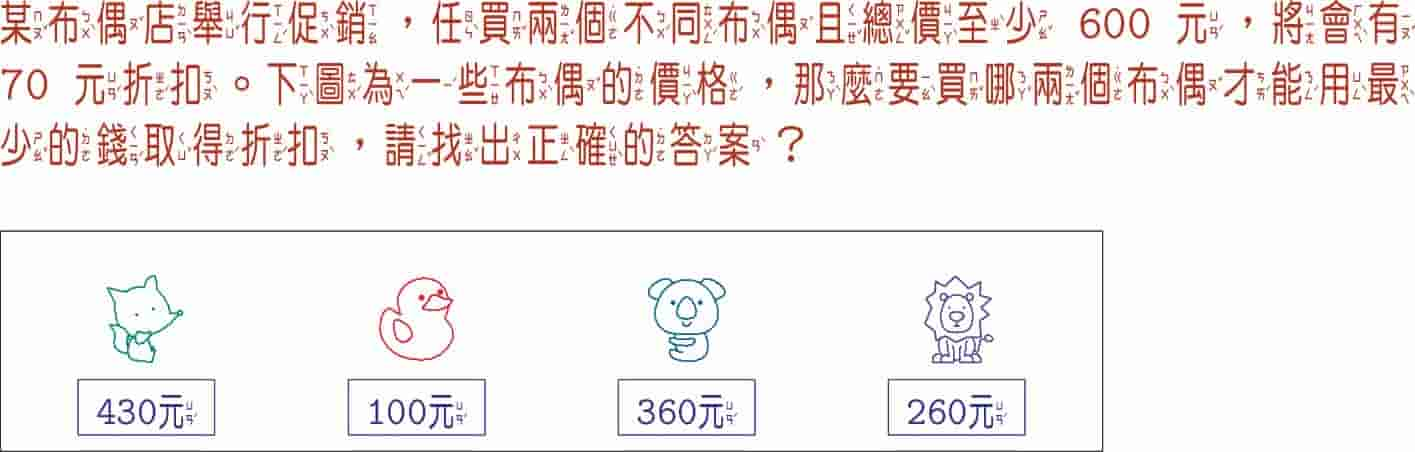 某布偶店舉行促銷，任買兩個不同布偶且總價至少 600 元，將會有
70 元折扣。下圖為一些布偶的價格，那麼要買哪兩個布偶才能用最
少的錢取得折扣，請找出正確的答案？
430元 100元 360元 260元